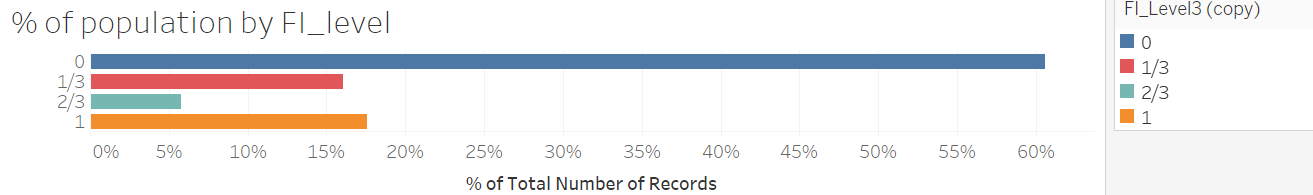 % of population by FI_level
0
1/3
2/3
1
0% 5% 10% 15% 20% 25% 30% 35% 40% 45% 50% 55% 60%
% of Total Number of Records
FI_Level3 (copy)
0
1/3
2/3
1